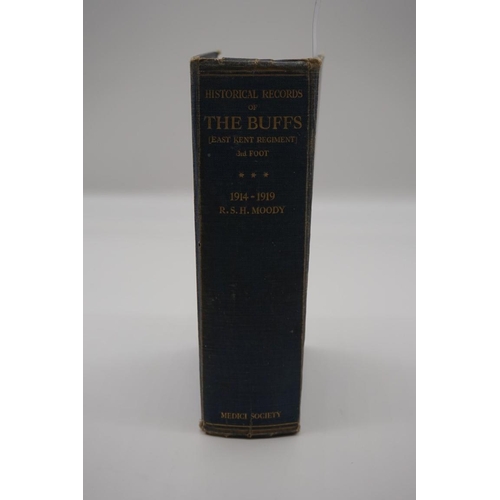 HISTORICAL RECORDS
OF
THE BUFFS
(EAST KENT REGIMENT)
3rd FOOT
* * *
1914-1919
R. S. H. MOODY
MEDICI SOCIETY